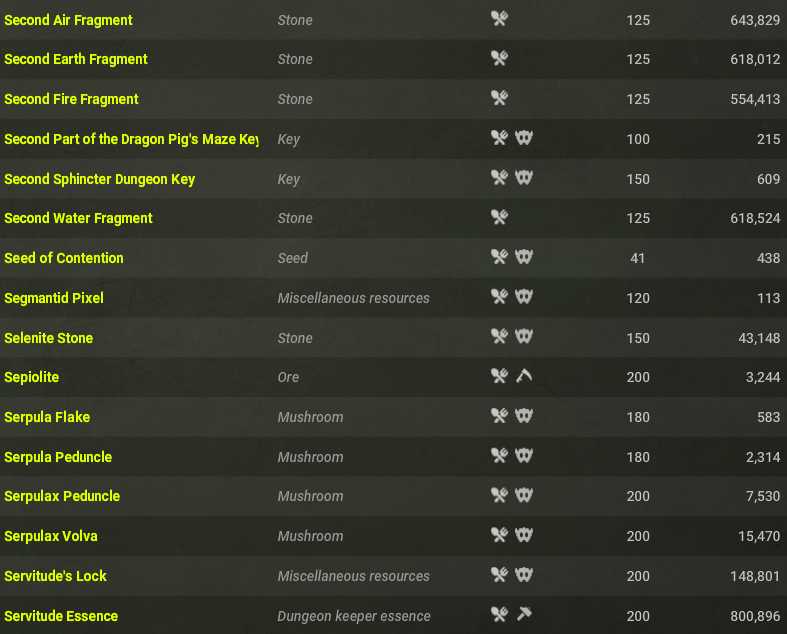 Second Air Fragment Stone 125 643,829
Second Earth Fragment Stone 125 618,012
Second Fire Fragment Stone 125 554,413
Second Part of the Dragon Pig's Maze Key Key 100 215
Second Sphincter Dungeon Key Key 150 609
Second Water Fragment Stone 125 618,524
Seed of Contention Seed 41 438
Segmantid Pixel Miscellaneous resources 120 113
Selenite Stone Stone 150 43,148
Sepiolite Ore 200 3,244
Serpula Flake Mushroom 180 583
Serpula Peduncle Mushroom 180 2,314
Serpulax Peduncle Mushroom 200 7,530
Serpulax Volva Mushroom 200 15,470
Servitude's Lock Miscellaneous resources 200 148,801
Servitude Essence Dungeon keeper essence 200 800,896